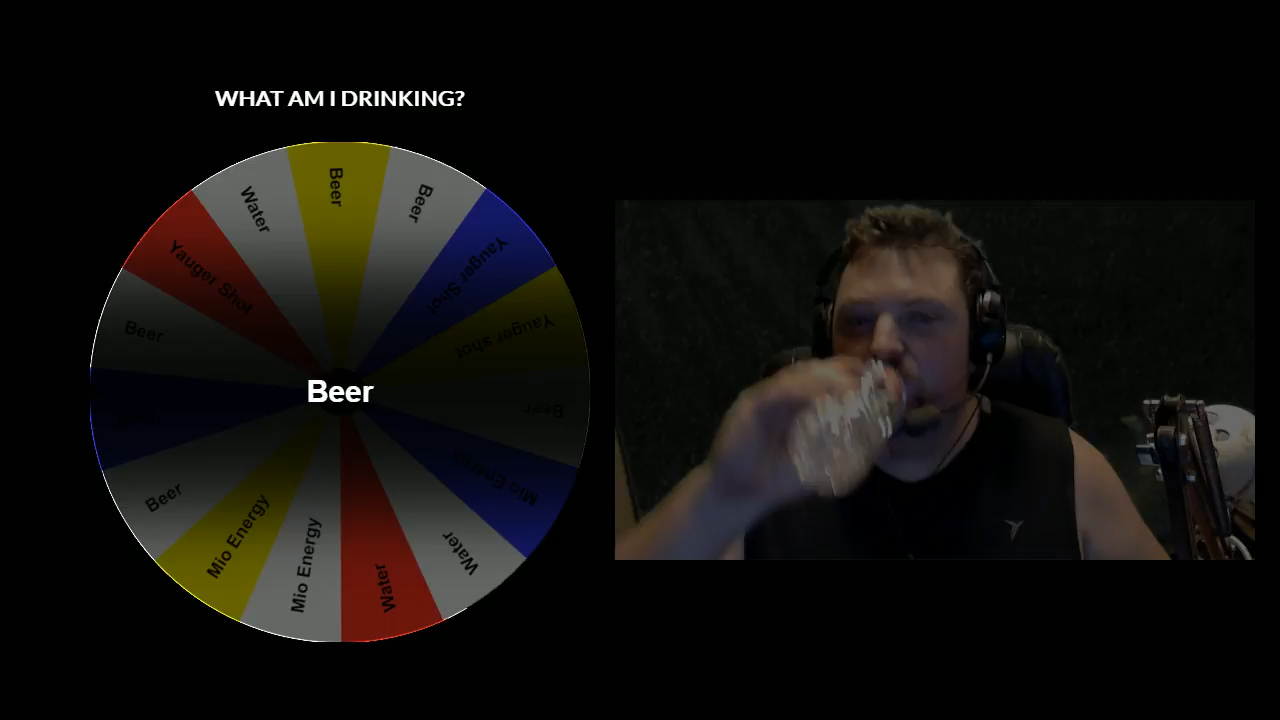 WHAT AM I DRINKING?
Beer
Beer
Yauger Shot
Yauger shot
Beer
Mio Energy
Water
Water
Mio Energy
Mio Energy
Beer
Beer
Yauger Shot
Water
Beer